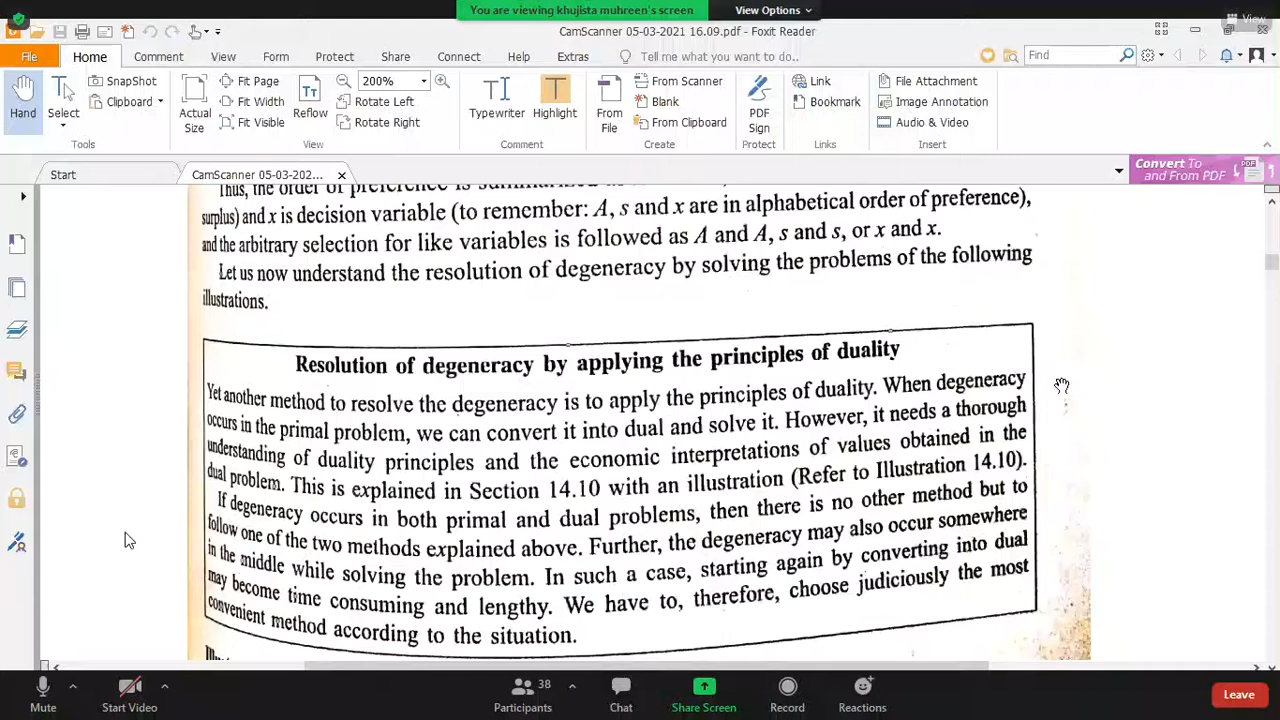 You are viewing khujista muhreen's screen
View Options
View
CamScanner 05-03-2021 16.09.pdf - Foxit Reader
File
Home
Comment
View
Form
Protect
Share
Connect
Help
Extras
Tell me what you want to do..
Find
Hand
Select
SnapShot
Clipboard
Tools
Actual Size
Fit Page
Fit Width
Fit Visible
Reflow
200%
Rotate Left
Rotate Right
View
Typewriter
Highlight
Comment
From File
From Scanner
Blank
From Clipboard
Create
PDF Sign
Protect
Link
Bookmark
Links
File Attachment
Image Annotation
Audio & Video
Insert
Start
CamScanner 05-03-202...
Convert To
and From PDF
Thus, the order of preference is summarized
surplus) and x is decision variable (to remember: A, s and x are in alphabetical order of preference),
and the arbitrary selection for like variables is followed as A and A, s and s, or x and x.
Let us now understand the resolution of degeneracy by solving the problems of the following
illustrations.
Resolution of degeneracy by applying the principles of duality
Yet another method to resolve the degeneracy is to apply the principles of duality. When degeneracy
occurs in the primal problem, we can convert it into dual and solve it. However, it needs a thorough
understanding of duality principles and the economic interpretations of values obtained in the
dual problem. This is explained in Section 14.10 with an illustration (Refer to Illustration 14.10).
If degeneracy occurs in both primal and dual problems, then there is no other method but to
follow one of the two methods explained above. Further, the degeneracy may also occur somewhere
in the middle while solving the problem. In such a case, starting again by converting into dual
may become time consuming and lengthy. We have to, therefore, choose judiciously the most
convenient method according to the situation.
Mute
Start Video
38
Participants
Chat
Share Screen
Record
Reactions
Leave